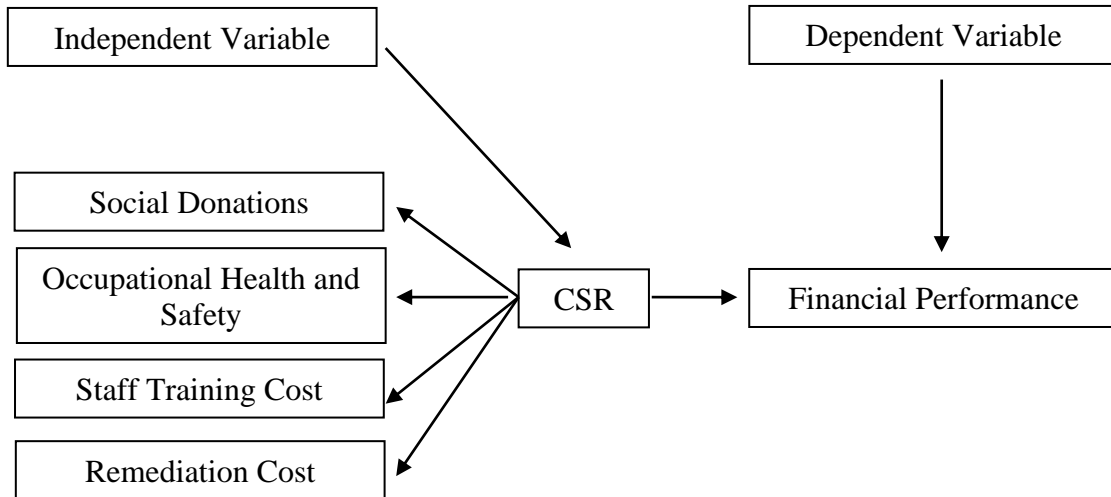 Independent Variable
Dependent Variable
Social Donations
Occupational Health and
Safety
CSR
Financial Performance
Staff Training Cost
Remediation Cost